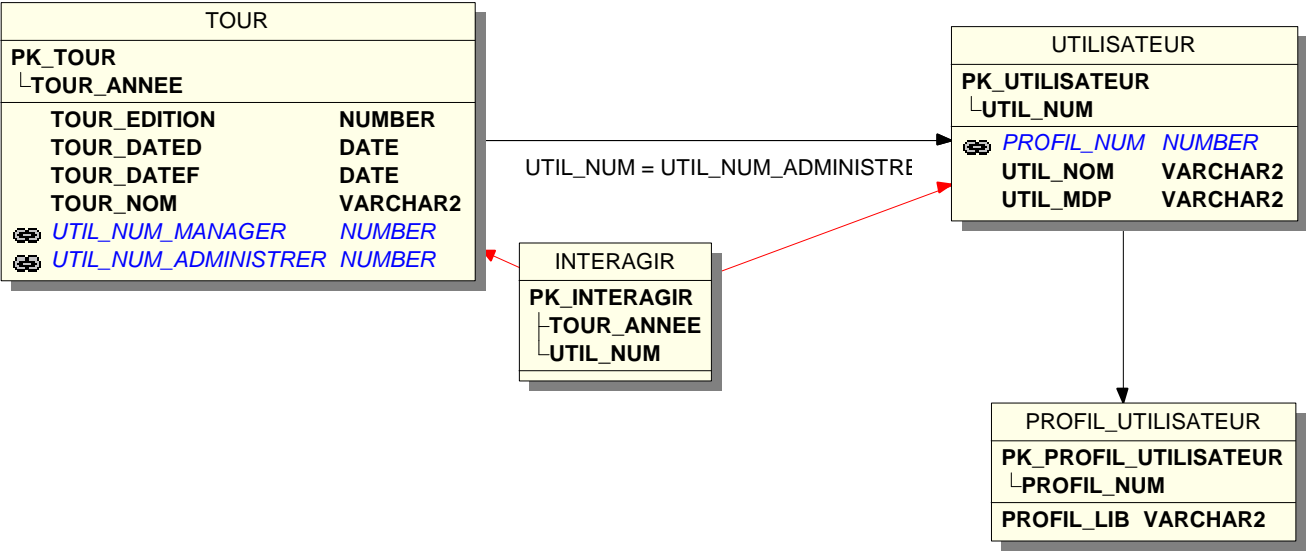 TOUR
PK_TOUR
TOUR_ANNEE
TOUR_EDITION NUMBER
TOUR_DATED DATE
TOUR_DATEF DATE
TOUR_NOM VARCHAR2
UTIL_NUM_MANAGER NUMBER
UTIL_NUM_ADMINISTRER NUMBER
UTIL_NUM = UTIL_NUM_ADMINISTRE
UTILISATEUR
PK_UTILISATEUR
UTIL_NUM
PROFIL_NUM NUMBER
UTIL_NOM VARCHAR2
UTIL_MDP VARCHAR2
INTERAGIR
PK_INTERAGIR
TOUR_ANNEE
UTIL_NUM
PROFIL_UTILISATEUR
PK_PROFIL_UTILISATEUR
PROFIL_NUM
PROFIL_LIB VARCHAR2